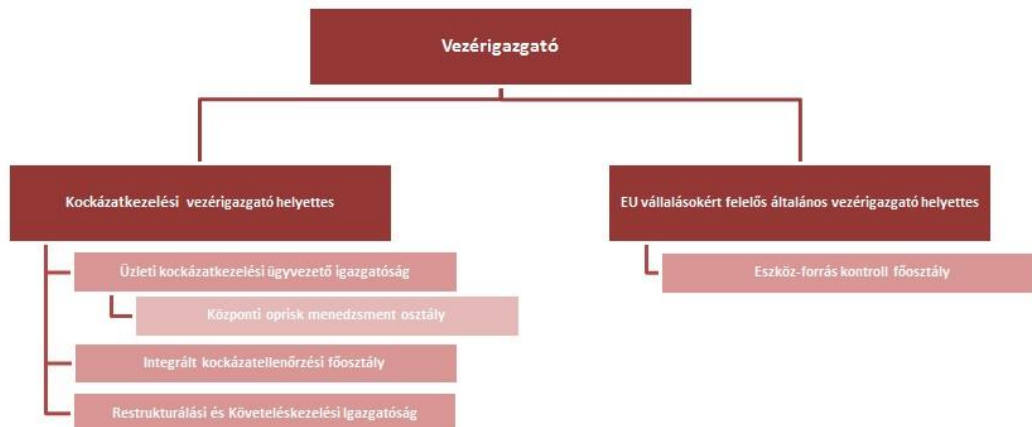 Vezérigazgató
Kockázatkezelési vezérigazgató helyettes
EU vállalásokért felelős általános vezérigazgató helyettes
Üzleti kockázatkezelési ügyvezető igazgatóság
Eszköz-forrás kontroll főosztály
Központi oprisk menedzsment osztály
Integrált kockázatellenőrzési főosztály
Restrukturálási és Követeléskezelési Igazgatóság